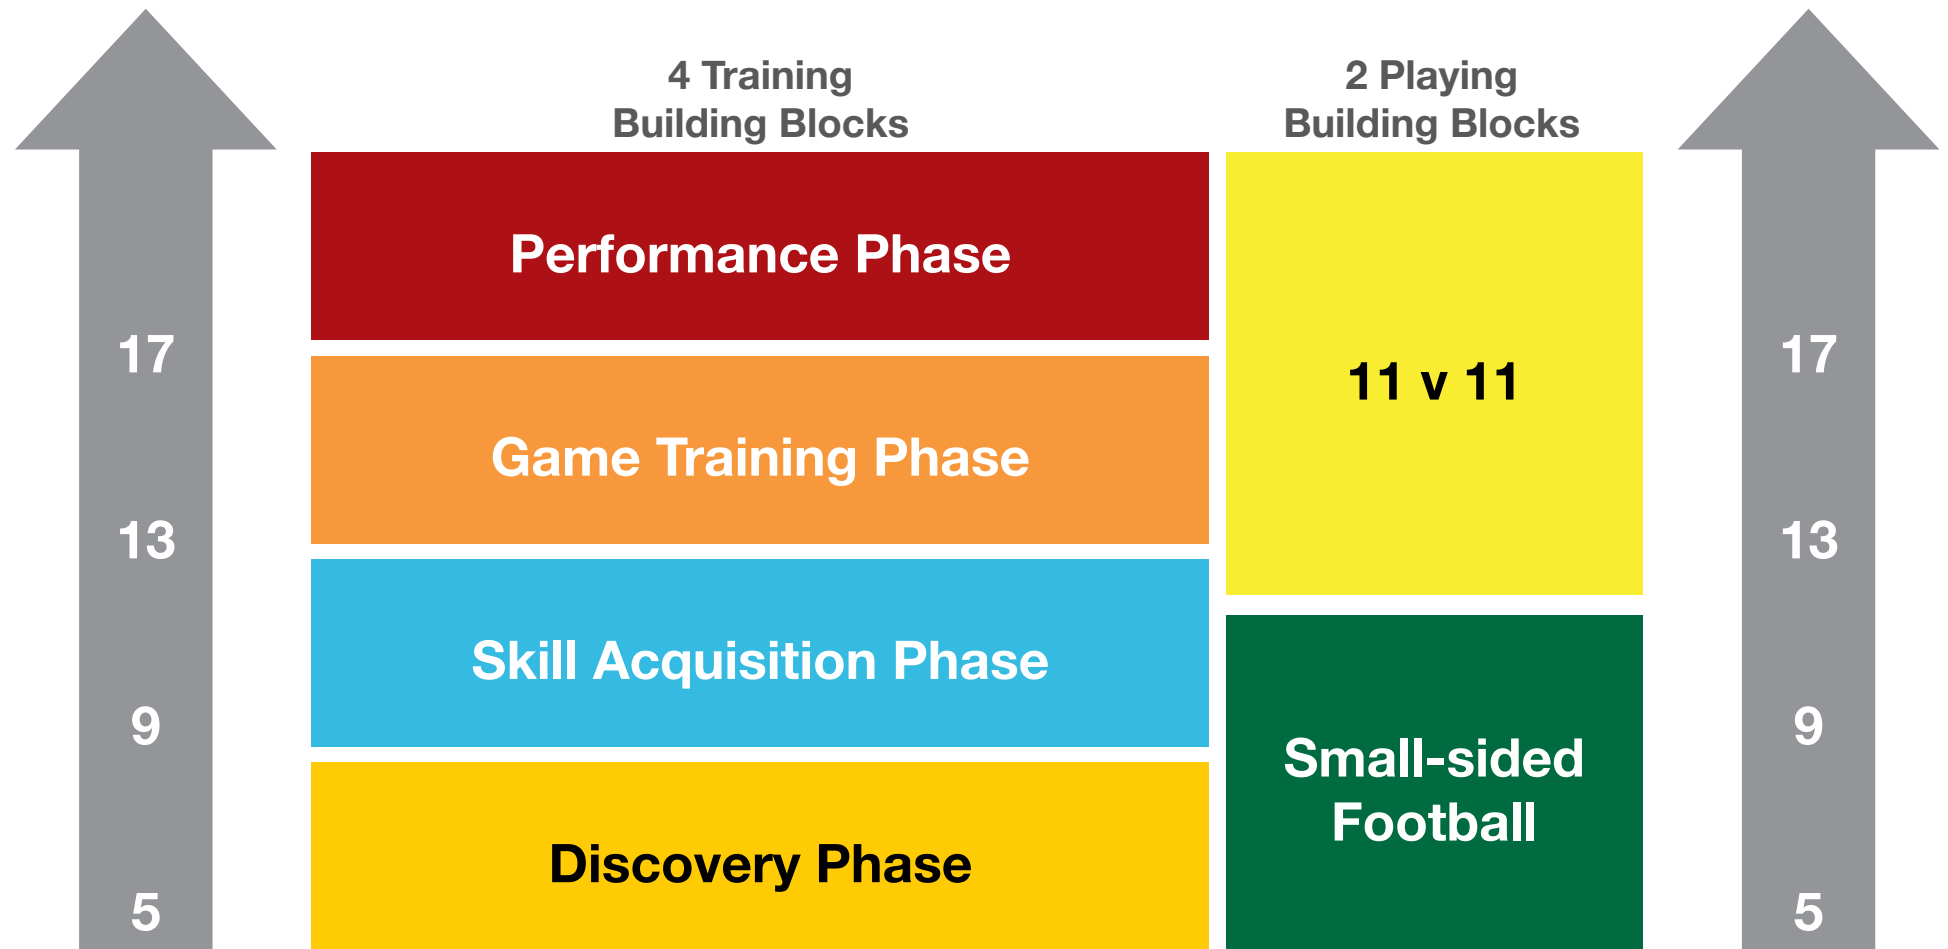 4 Training
Building Blocks
2 Playing
Building Blocks
Performance Phase
11 v 11
Game Training Phase
Skill Acquisition Phase
Small-sided
Football
Discovery Phase
17
13
9
5
17
13
9
5